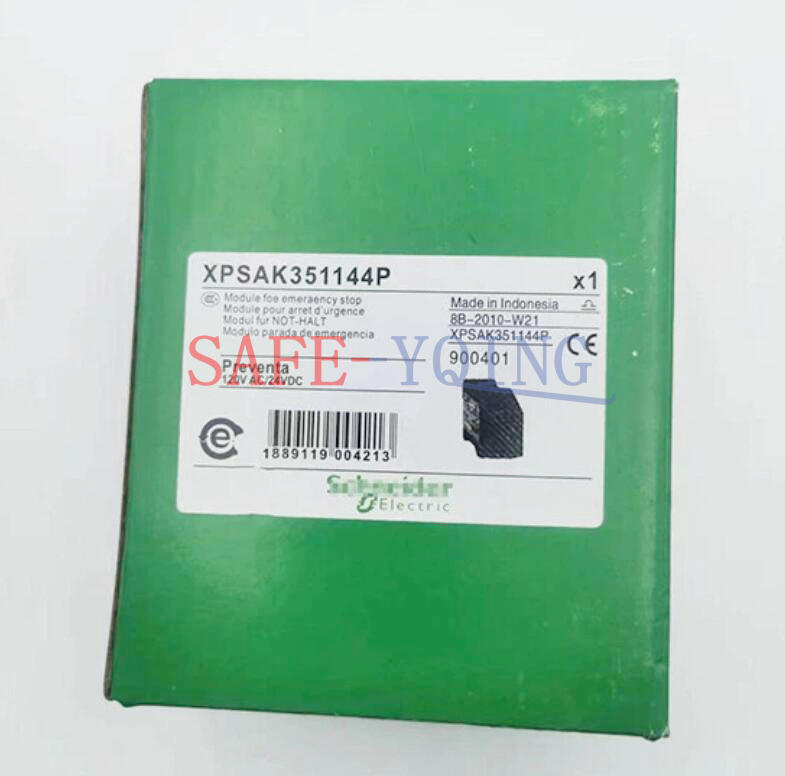 XPSAK351144P
x1
Module foe emeraency stop
Module pour arret d'urgence
Modul fur NOT-HALT
Modulo parada de emergencia
Made in Indonesia
8B-2010-W21
XPSAK351144P
900401
CE
SAFE-YQING
Preventa
120V AC/24VDC
1889119 004213
Schneider
Electric